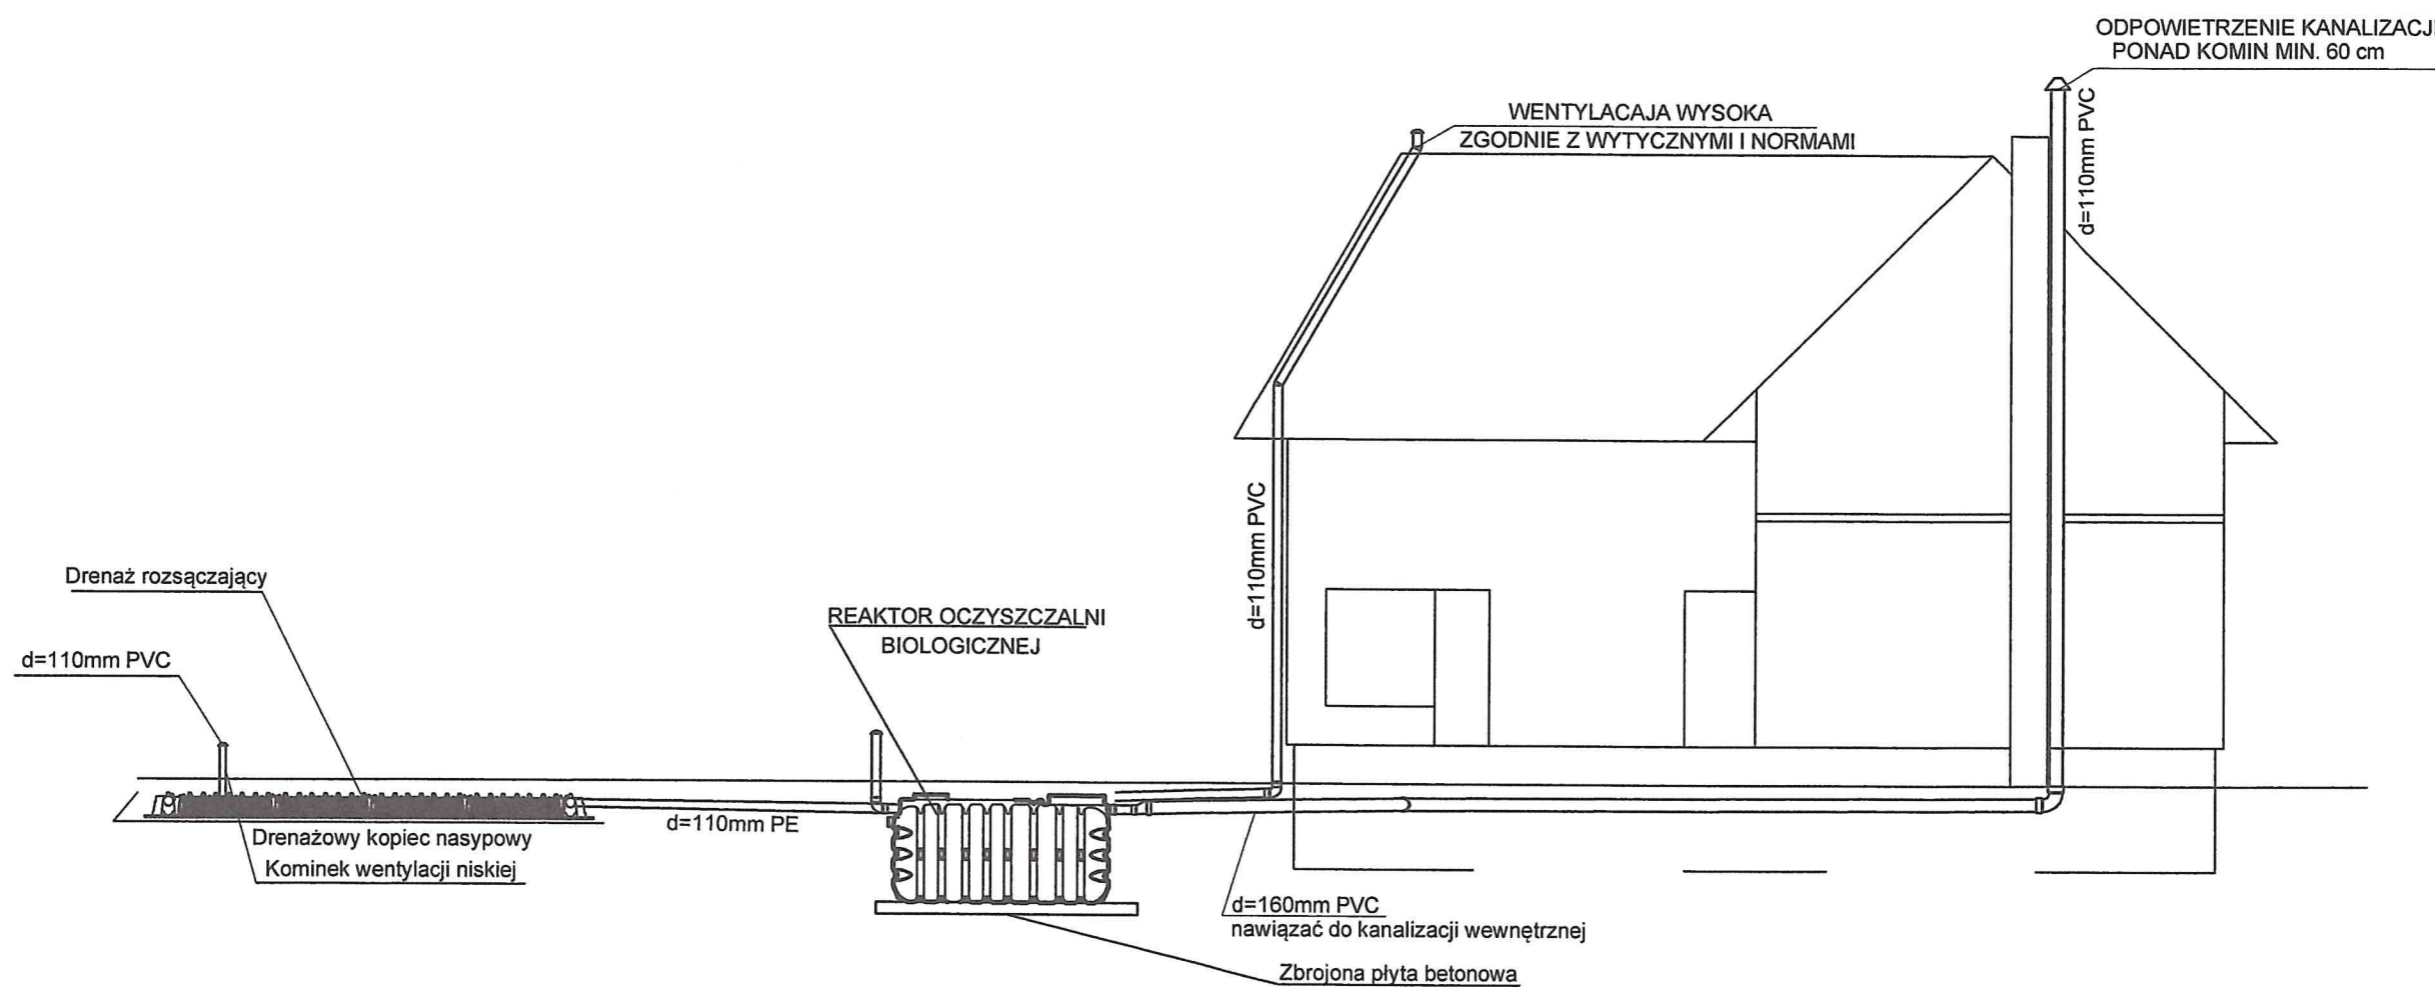 ODPOWIETRZENIE KANALIZACJI
PONAD KOMIN MIN. 60 cm
d=110mm PVC
WENTYLACAJA WYSOKA
ZGODNIE Z WYTYCZNYMI I NORMAMI
d=110mm PVC
Drenaż rozsączający
d=110mm PVC
REAKTOR OCZYSZCZALNI
BIOLOGICZNEJ
d=110mm PE
Drenażowy kopiec nasypowy
Kominek wentylacji niskiej
d=160mm PVC
nawiązać do kanalizacji wewnętrznej
Zbrojona płyta betonowa